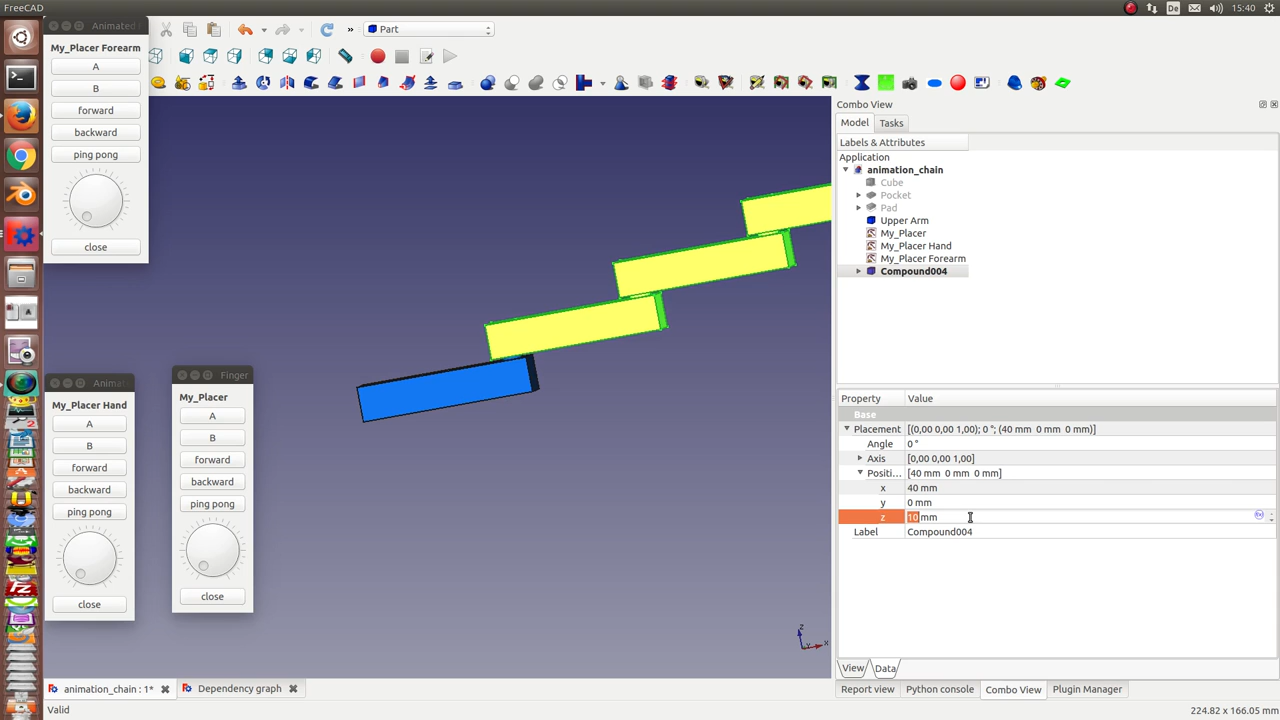 FreeCAD
De
15:40
Animated
My_Placer Forearm
A
B
forward
backward
ping pong
close
Part
Animat
My_Placer Hand
A
B
forward
backward
ping pong
close
Finger
My_Placer
A
B
forward
backward
ping pong
close
Combo View
Model
Tasks
Labels & Attributes
Application
animation_chain
Cube
Pocket
Pad
Upper Arm
My_Placer
My_Placer Hand
My_Placer Forearm
Compound004
Property Value
Base
Placement [(0,00 0,00 1,00); 0 °; (40 mm 0 mm 0 mm)]
Angle 0 °
Axis [0,00 0,00 1,00]
Positi... [40 mm 0 mm 0 mm]
x 40 mm
y 0 mm
z 10 mm
Label Compound004
View Data
animation_chain : 1*
Dependency graph
Report view
Python console
Combo View
Plugin Manager
Valid
224.82 x 166.05 mm